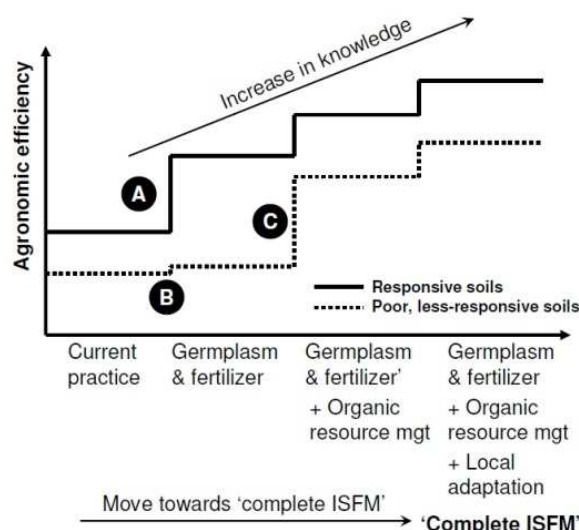 Increase in knowledge
Agronomic efficiency
A
C
B
Responsive soils
Poor, less-responsive soils
Current
practice
Germplasm
& fertilizer
Germplasm
& fertilizer’
+ Organic
resource mgt
Germplasm
& fertilizer
+ Organic
resource mgt
+ Local
adaptation
Move towards ‘complete ISFM’
‘Complete ISFM’